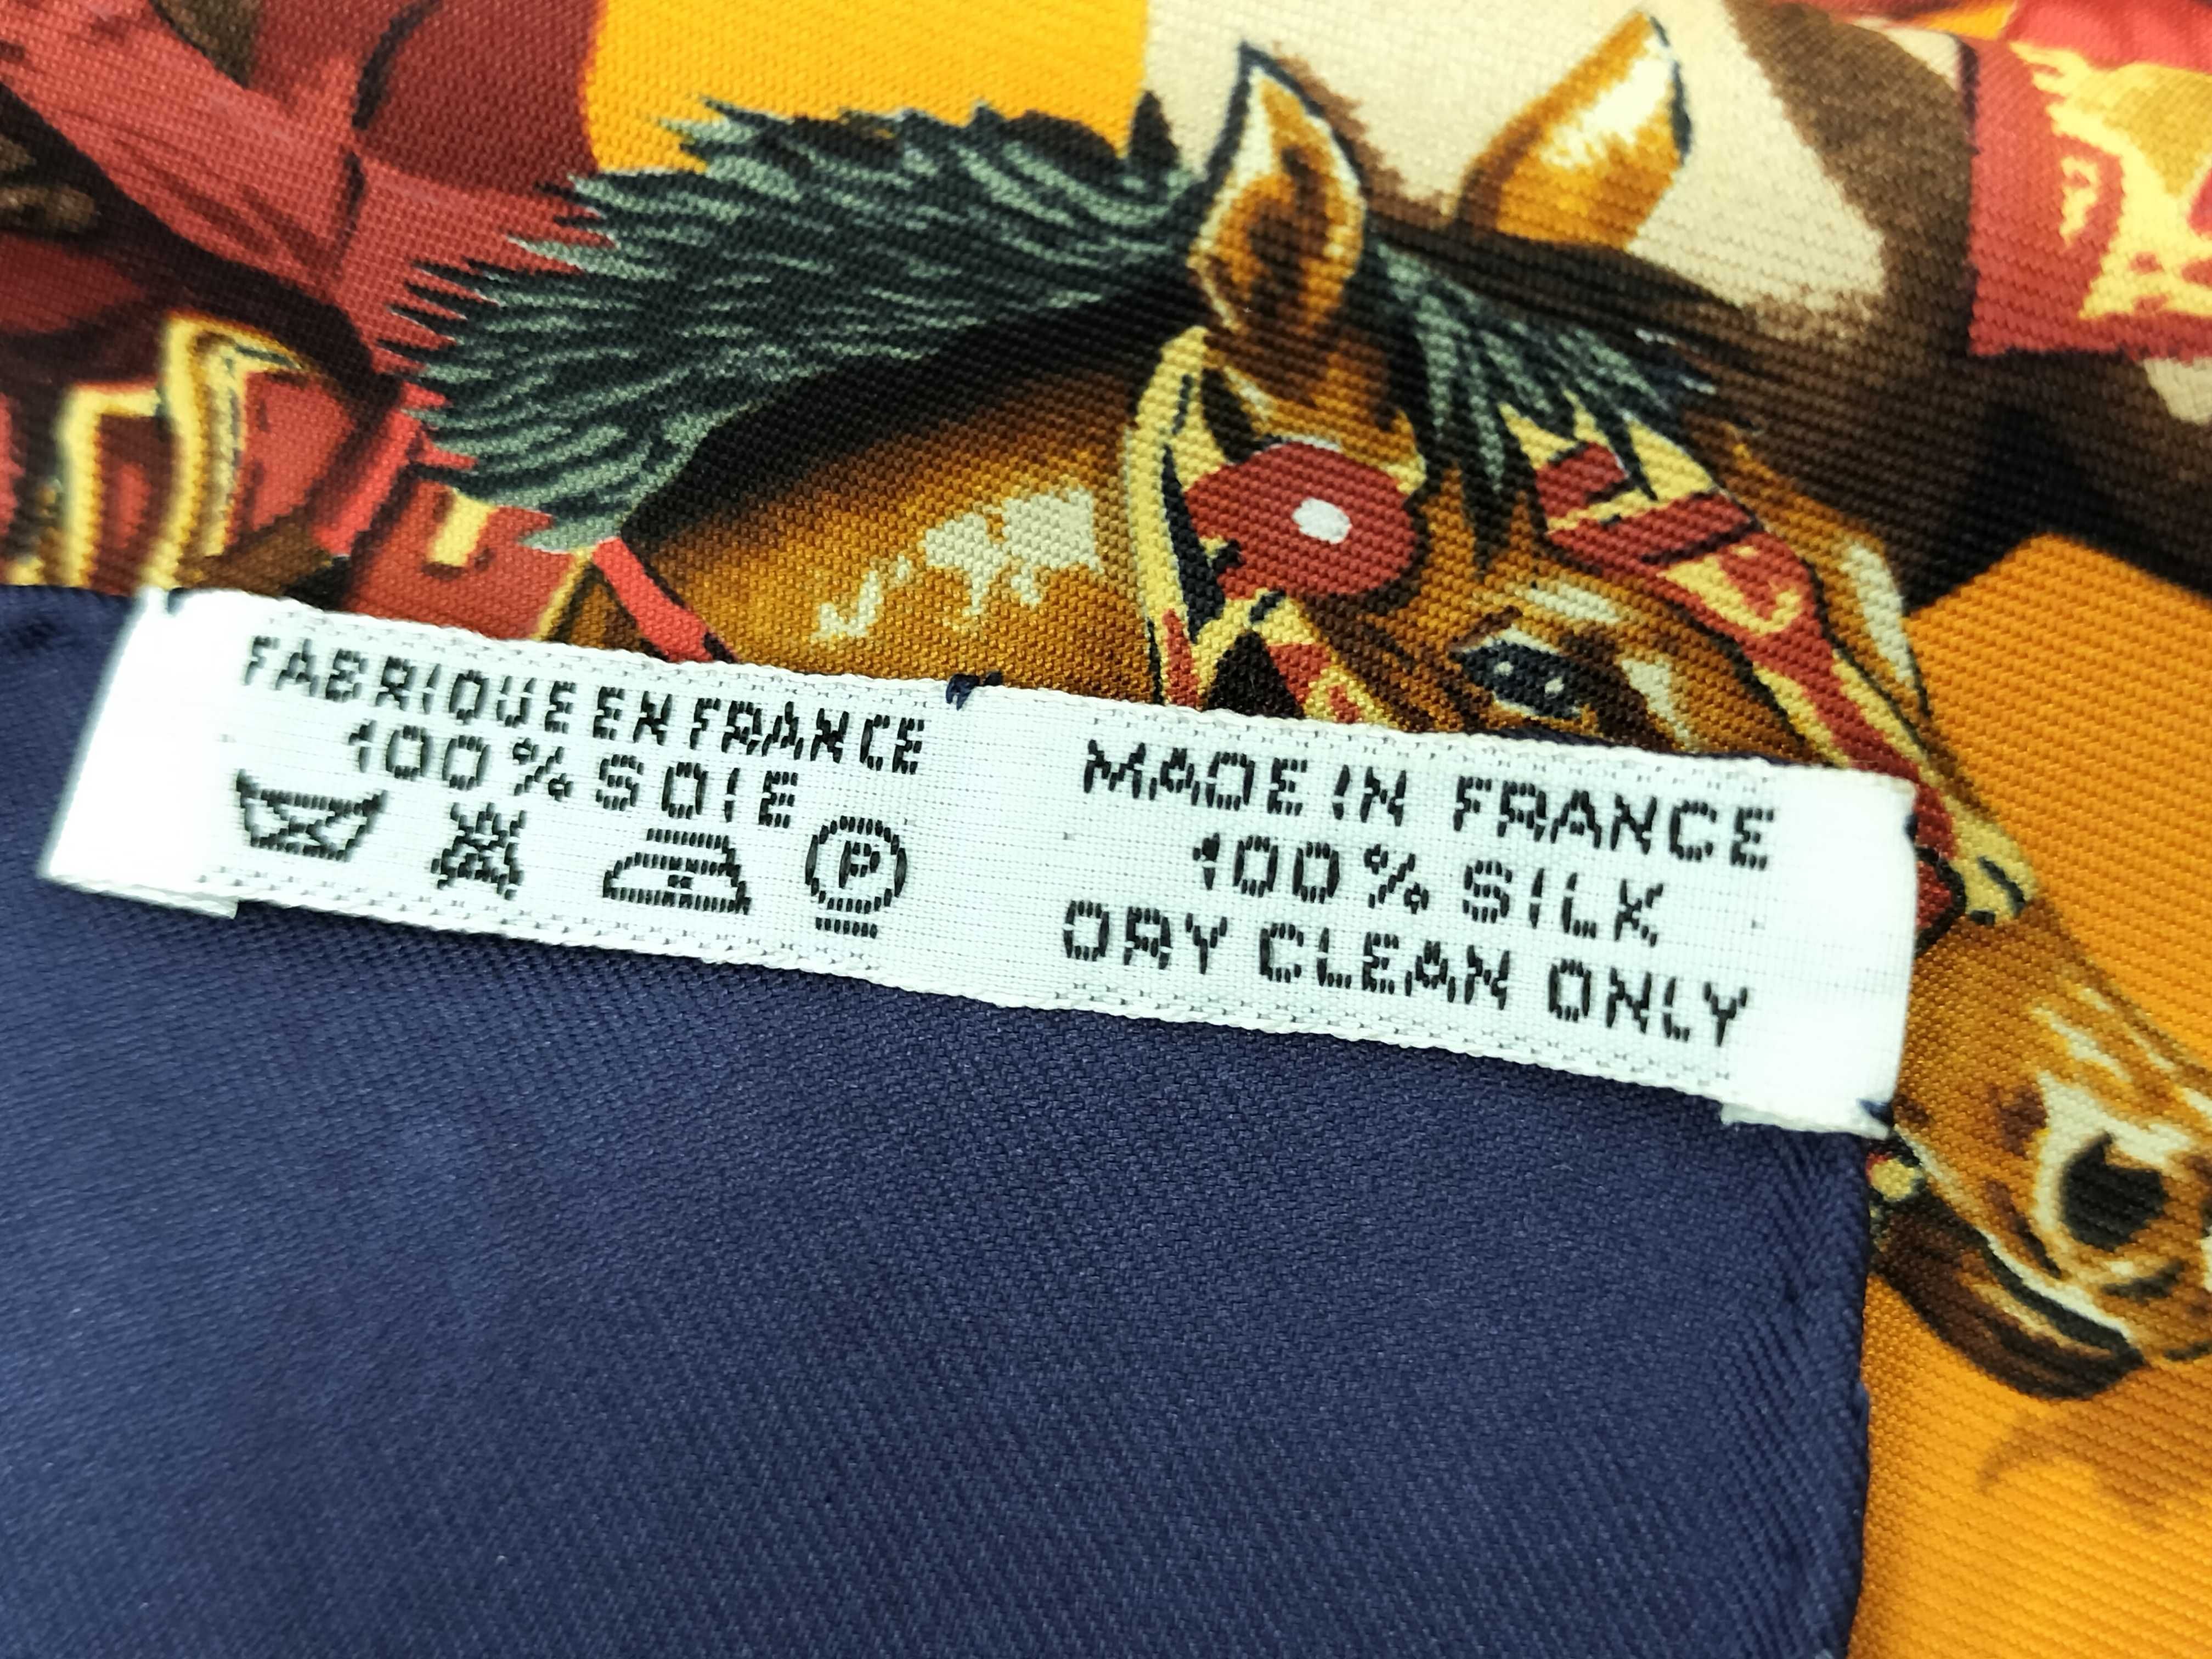 FABRIQUE EN FRANCE
100% SOIE
P
MADE IN FRANCE
100% SILK
DRY CLEAN ONLY